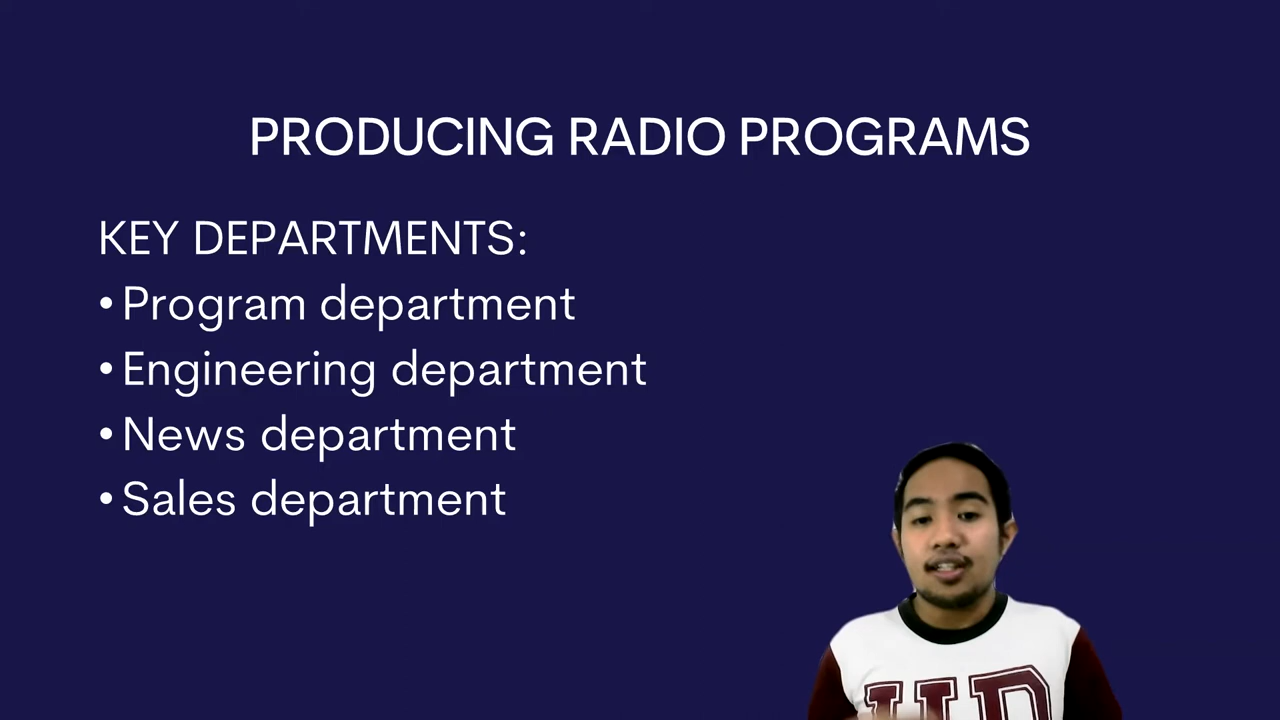 PRODUCING RADIO PROGRAMS
KEY DEPARTMENTS:
•Program department
•Engineering department
•News department
•Sales department